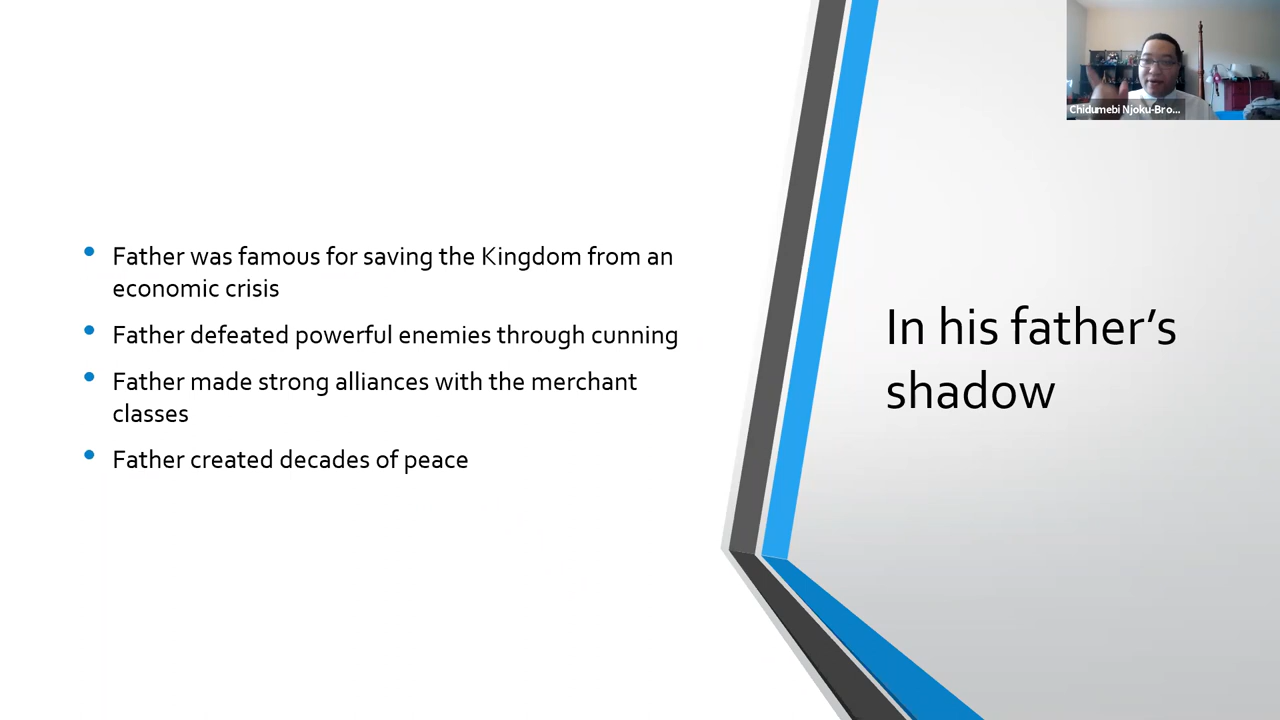 Chidumebi Njoku-Bro...
• Father was famous for saving the Kingdom from an
economic crisis
• Father defeated powerful enemies through cunning
• Father made strong alliances with the merchant
classes
• Father created decades of peace
In his father’s
shadow